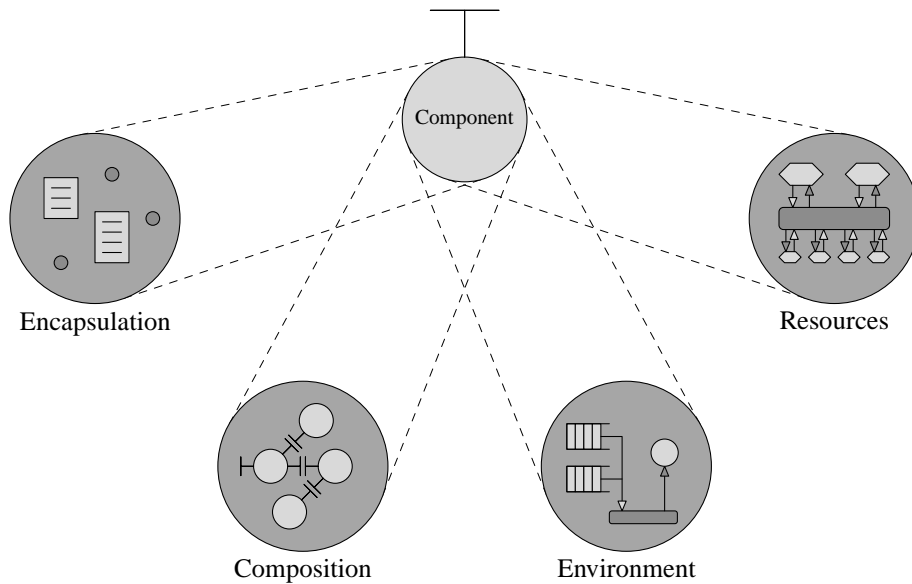 Component
Encapsulation
Resources
Composition
Environment